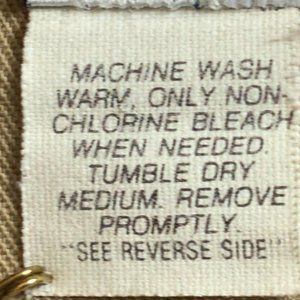 MACHINE WASH
WARM, ONLY NON-
CHLORINE BLEACH
WHEN NEEDED.
TUMBLE DRY
MEDIUM. REMOVE
PROMPTLY.
"SEE REVERSE SIDE"